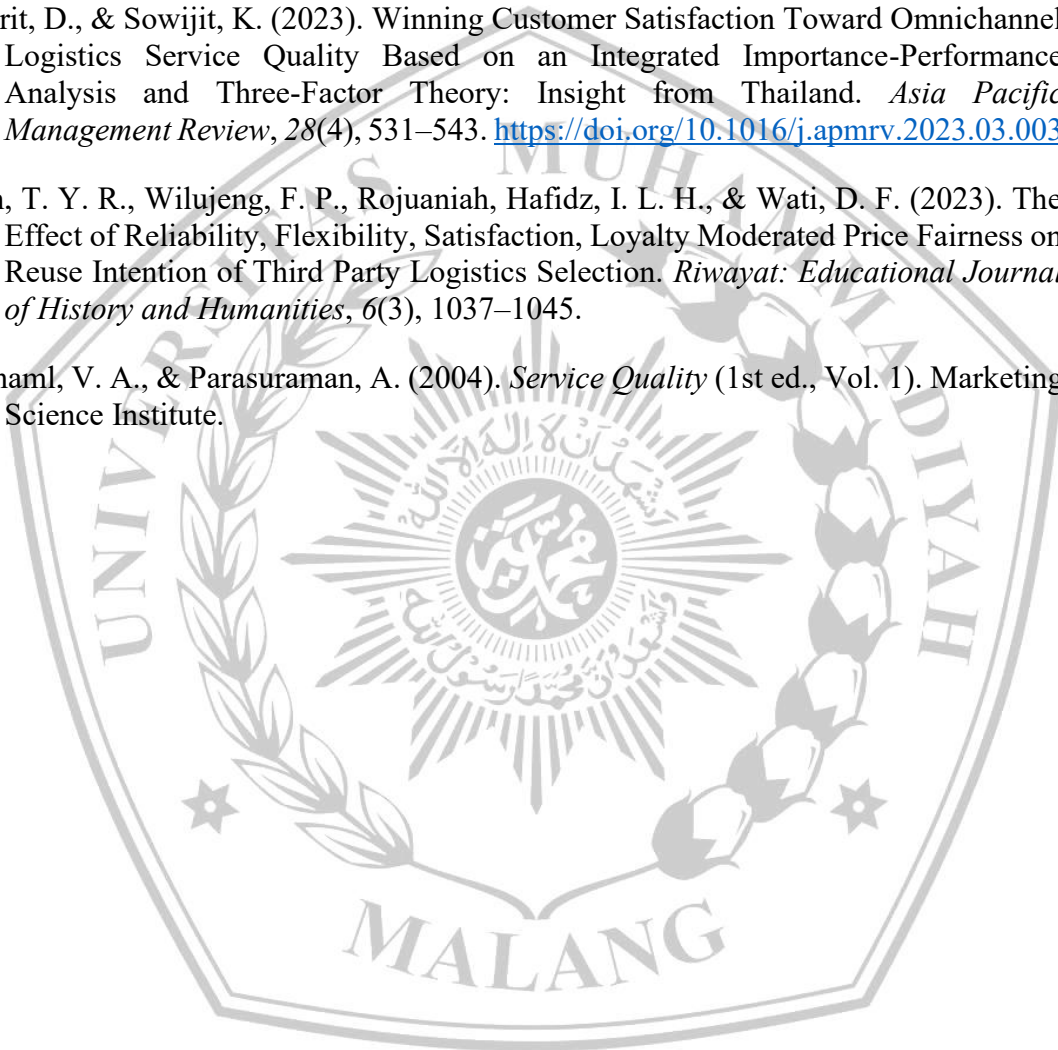 rit, D., & Sowijit, K. (2023). Winning Customer Satisfaction Toward Omnichannel
Logistics Service Quality Based on an Integrated Importance-Performance
Analysis and Three-Factor Theory: Insight from Thailand. Asia Pacific
Management Review, 28(4), 531–543. https://doi.org/10.1016/j.apmrv.2023.03.003
, T. Y. R., Wilujeng, F. P., Rojuaniah, Hafidz, I. L. H., & Wati, D. F. (2023). The
Effect of Reliability, Flexibility, Satisfaction, Loyalty Moderated Price Fairness on
Reuse Intention of Third Party Logistics Selection. Riwayat: Educational Journal
of History and Humanities, 6(3), 1037–1045.
haml, V. A., & Parasuraman, A. (2004). Service Quality (1st ed., Vol. 1). Marketing
Science Institute.
UNIVERSITAS MUHAMMADIYAH
MALANG